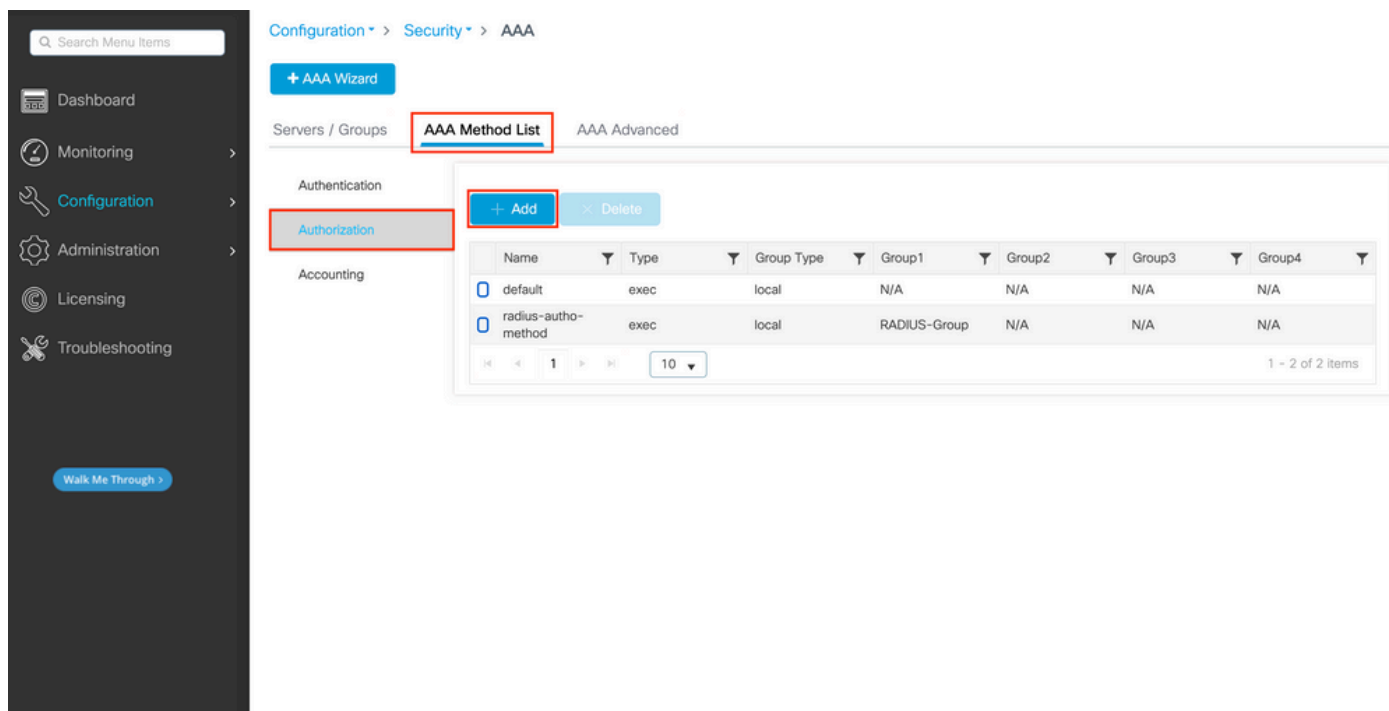 Search Menu Items
Dashboard
Monitoring
Configuration
Administration
Licensing
Troubleshooting
Walk Me Through >
Configuration > Security > AAA
+ AAA Wizard
Servers / Groups AAA Method List AAA Advanced
Authentication
Authorization
Accounting
+ Add × Delete
Name Type Group Type Group1 Group2 Group3 Group4
default exec local N/A N/A N/A N/A
radius-autho-
method exec local RADIUS-Group N/A N/A N/A
1 10 1 - 2 of 2 items